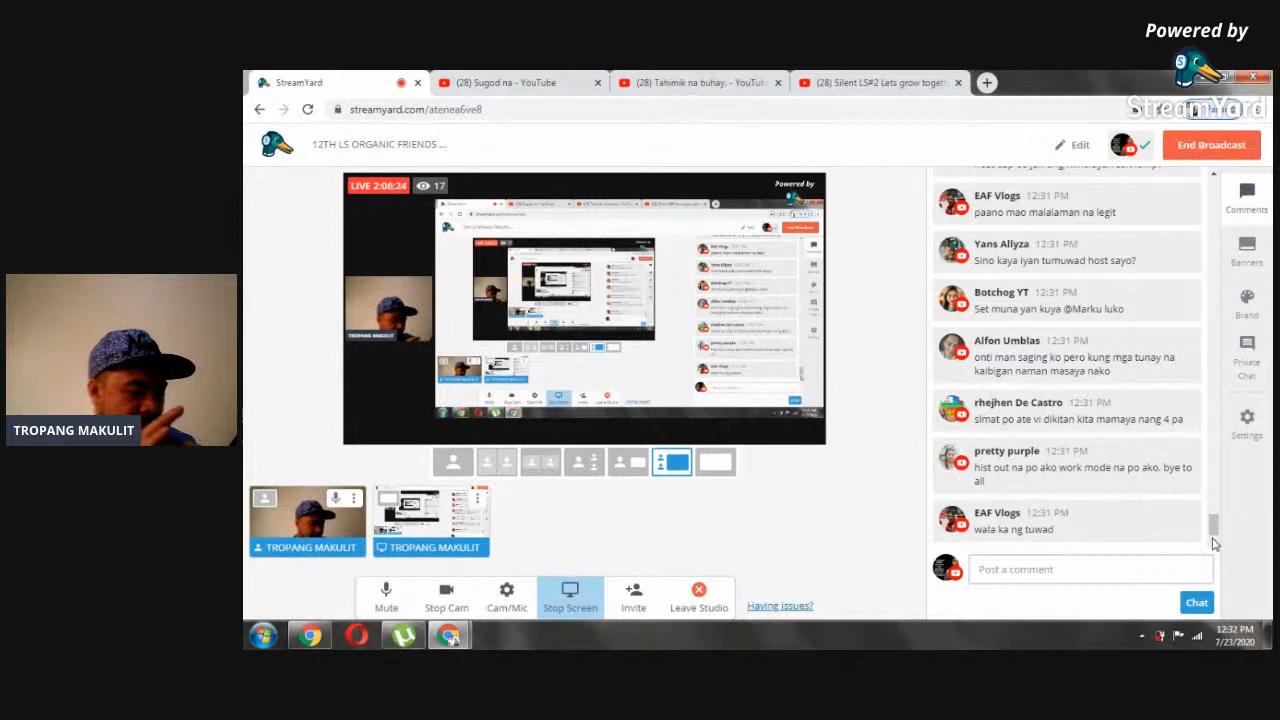 Powered by
StreamYard
StreamYard
(28) Sugod na - YouTube
(28) Tahimik na buhay. - YouTub
(28) Silent LS#2 Lets grow togeth
streamyard.com/atenea6ve8
12TH LS ORGANIC FRIENDS ...
Edit
End Broadcast
LIVE 2:06:24
17
Powered by
EAF Vlogs 12:31 PM
paano mao malalaman na legit
Yans Allyza 12:31 PM
Sino kaya iyan tumuwad host sayo?
Botchog YT 12:31 PM
Set muna yan kuya @Marku luko
Alfon Umblero 12:31 PM
onti man saging ko pero kung mga tunay na
kaibigan naman masaya nako
rhejhen De Castro 12:31 PM
slmat po ate vi dikitan kita mamaya nang 4 pa
pretty purple 12:31 PM
hist out na po ako work mode na po ako. bye to
all
EAF Vlogs 12:31 PM
wala ka ng tuwad
Post a comment
Chat
Comments
Banners
Brand
Private
Chat
Settings
TROPANG MAKULIT
TROPANG MAKULIT
TROPANG MAKULIT
TROPANG MAKULIT
Mute
Stop Cam
Cam/Mic
Stop Screen
Invite
Leave Studio
Having issues?
12:32 PM
7/23/2020